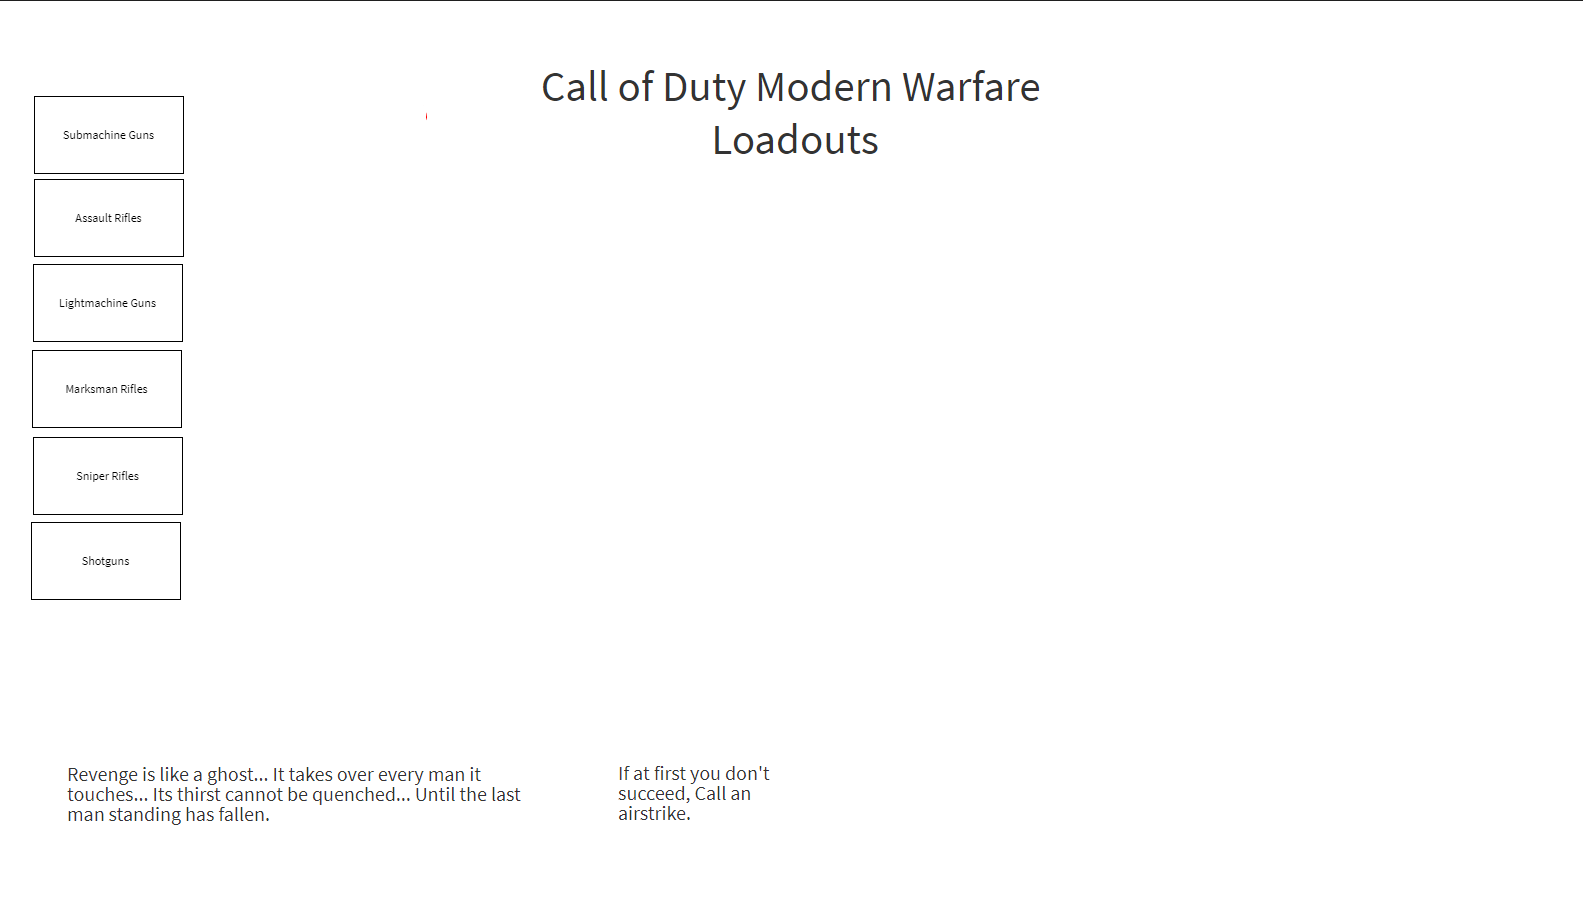 Call of Duty Modern Warfare
Loadouts
Submachine Guns
Assault Rifles
Lightmachine Guns
Marksman Rifles
Sniper Rifles
Shotguns
Revenge is like a ghost... It takes over every man it
touches... Its thirst cannot be quenched... Until the last
man standing has fallen.
If at first you don't
succeed, Call an
airstrike.